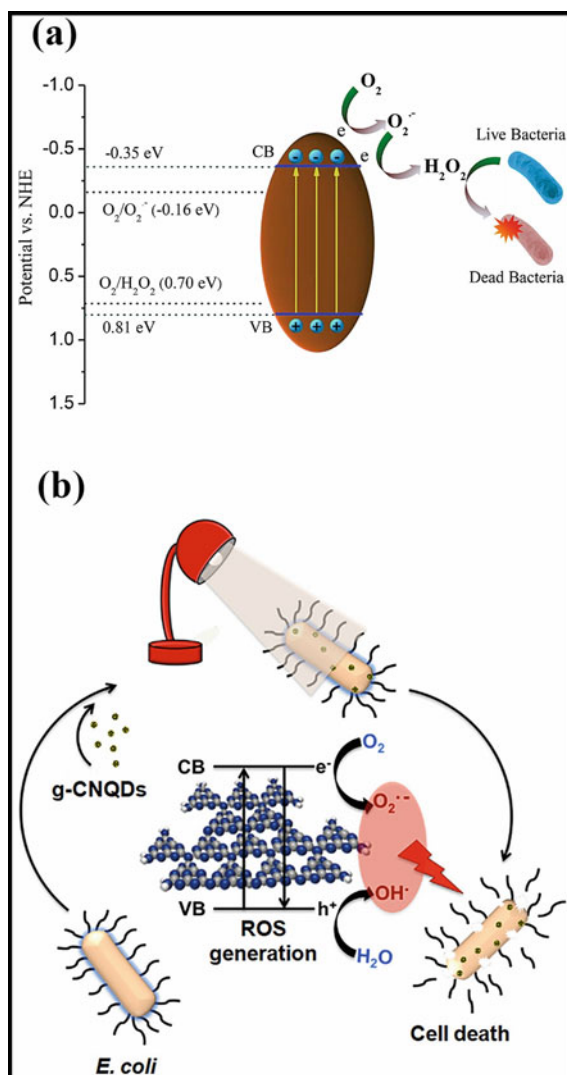 (a)
Potential vs. NHE
-1.0
-0.5
0.0
0.5
1.0
1.5
-0.35 eV
O₂/O₂˙⁻ (-0.16 eV)
O₂/H₂O₂ (0.70 eV)
0.81 eV
CB
- - -
VB
+ + +
e
O₂
O₂˙⁻
e
H₂O₂
Live Bacteria
Dead Bacteria
(b)
g-CNQDs
CB
e⁻
O₂
O₂˙⁻
VB
h⁺
OH˙
H₂O
ROS
generation
E. coli
Cell death